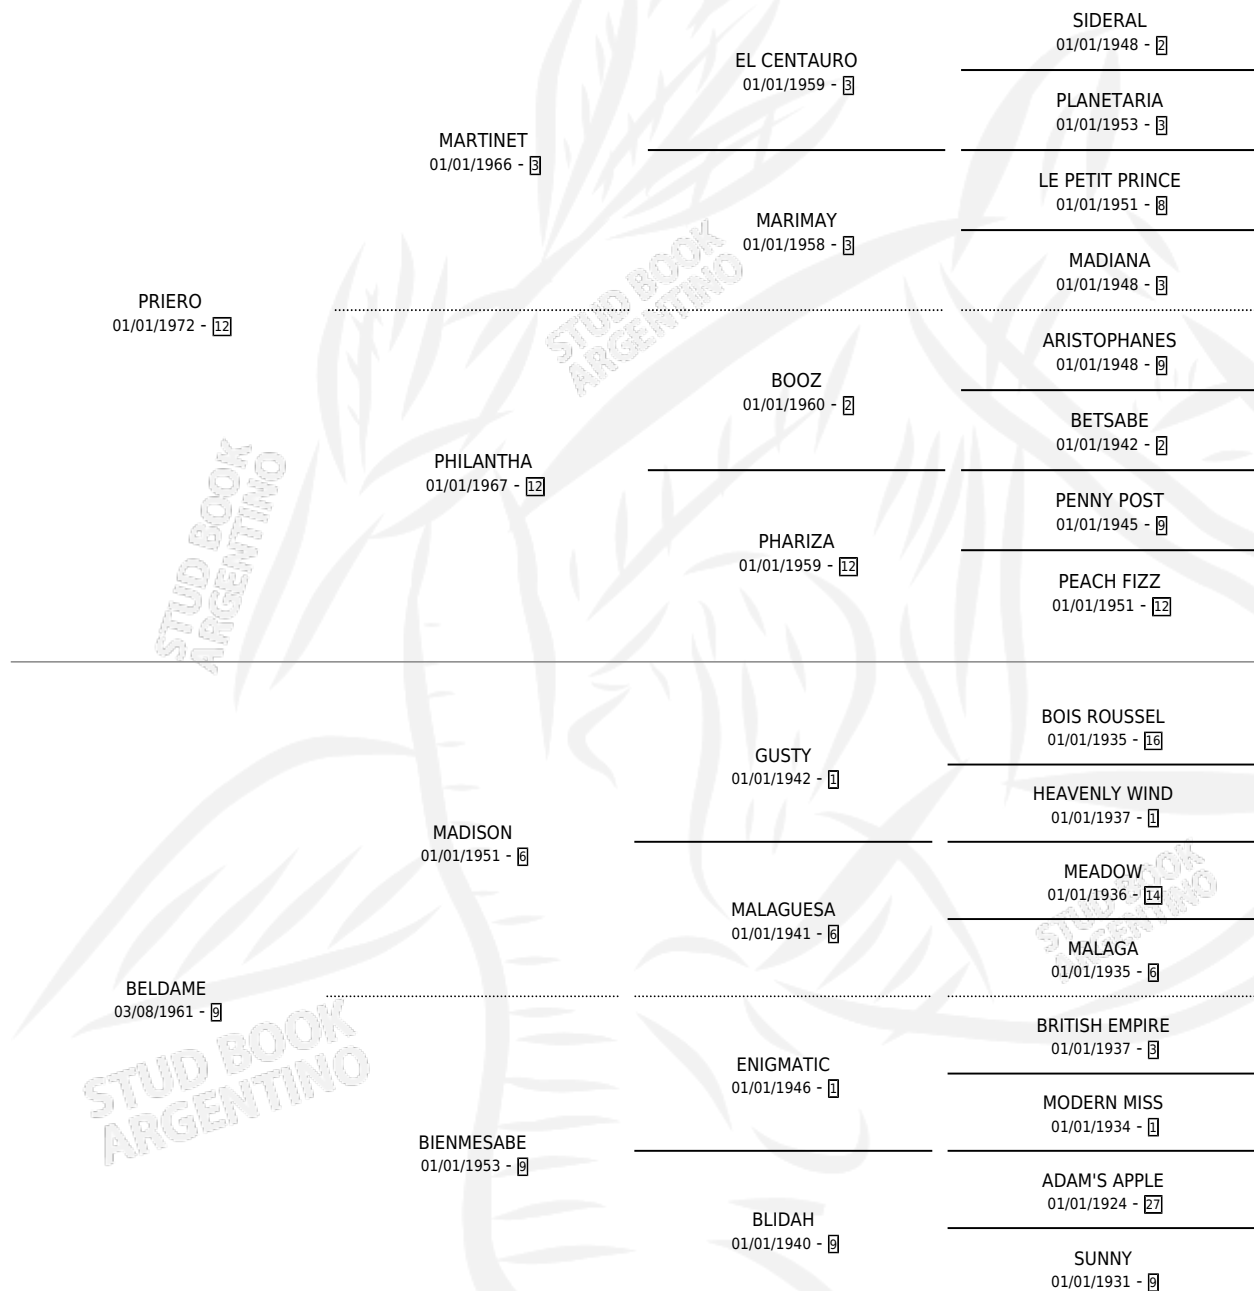 SIDERAL
01/01/1948 - 2
EL CENTAURO
01/01/1959 - 3
PLANETARIA
01/01/1953 - 3
MARTINET
01/01/1966 - 3
LE PETIT PRINCE
01/01/1951 - 8
MARIMAY
01/01/1958 - 3
MADIANA
01/01/1948 - 3
PRIERO
01/01/1972 - 12
ARISTOPHANES
01/01/1948 - 9
BOOZ
01/01/1960 - 2
BETSABE
01/01/1942 - 2
PHILANTHA
01/01/1967 - 12
PENNY POST
01/01/1945 - 9
PHARIZA
01/01/1959 - 12
PEACH FIZZ
01/01/1951 - 12
BOIS ROUSSEL
01/01/1935 - 16
GUSTY
01/01/1942 - 1
HEAVENLY WIND
01/01/1937 - 1
MADISON
01/01/1951 - 6
MEADOW
01/01/1936 - 14
MALAGUESA
01/01/1941 - 6
MALAGA
01/01/1935 - 6
BELDAME
03/08/1961 - 9
BRITISH EMPIRE
01/01/1937 - 3
ENIGMATIC
01/01/1946 - 1
MODERN MISS
01/01/1934 - 1
BIENMESABE
01/01/1953 - 9
ADAM'S APPLE
01/01/1924 - 27
BLIDAH
01/01/1940 - 9
SUNNY
01/01/1931 - 9
STUD BOOK
ARGENTINO
STUD BOOK
ARGENTINO
STUD BOOK
ARGENTINO
STUD BOOK
ARGENTINO